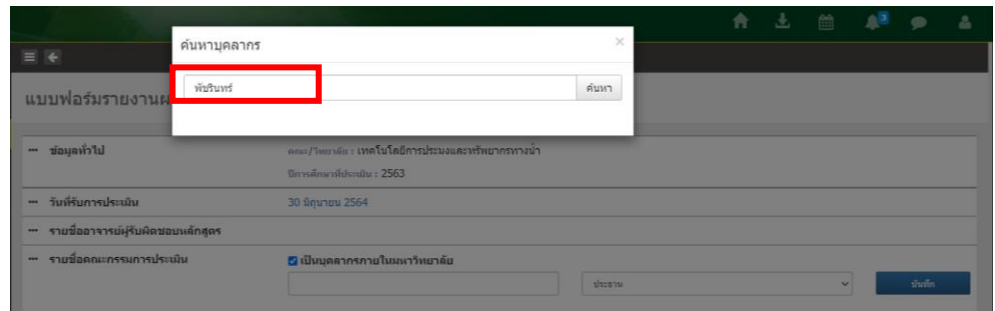 3
ค้นหาบุคลากร ×
พัชรินทร์ ค้นหา
แบบฟอร์มรายงานผ
ข้อมูลทั่วไป คณะ/วิทยาลัย : เทคโนโลยีการประมงและทรัพยากรทางน้ำ
ปีการศึกษาที่ประเมิน : 2563
วันที่รับการประเมิน 30 มิถุนายน 2564
รายชื่ออาจารย์ผู้รับผิดชอบหลักสูตร
รายชื่อคณะกรรมการประเมิน เป็นบุคลากรภายในมหาวิทยาลัย
ประธาน บันทึก